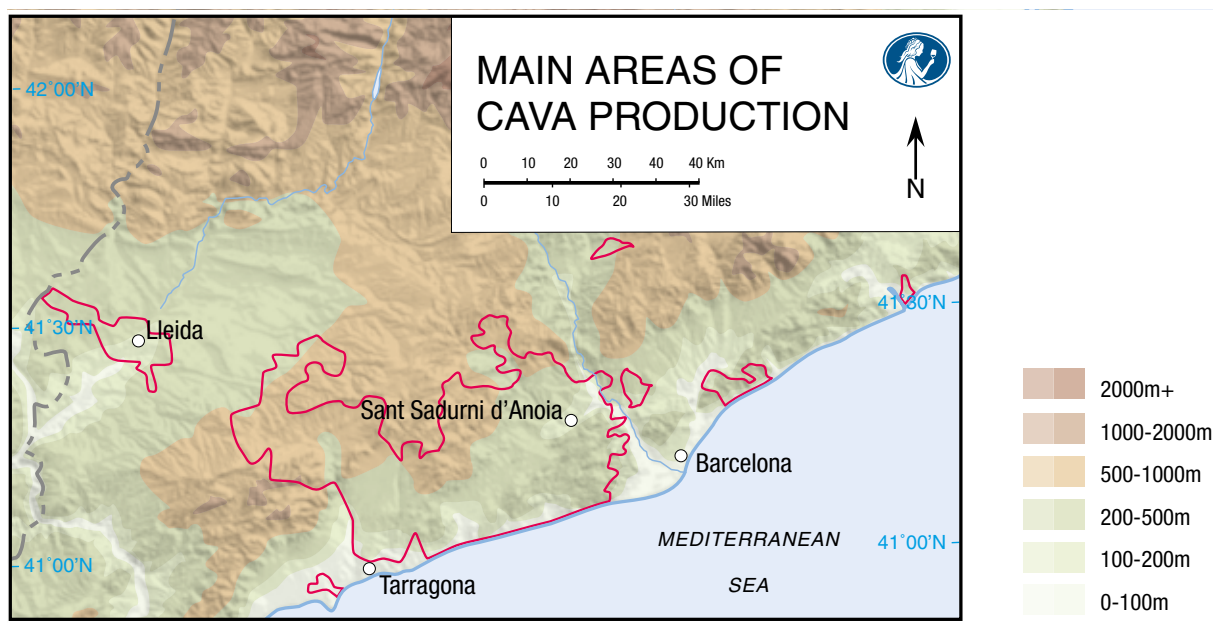 MAIN AREAS OF
CAVA PRODUCTION
0 10 20 30 40 Km
0 10 20 30 Miles
N
42˚00'N
41˚30'N
41˚30'N
Lleida
Sant Sadurni d'Anoia
Barcelona
MEDITERRANEAN
SEA
41˚00'N
41˚00'N
Tarragona
2000m+
1000-2000m
500-1000m
200-500m
100-200m
0-100m